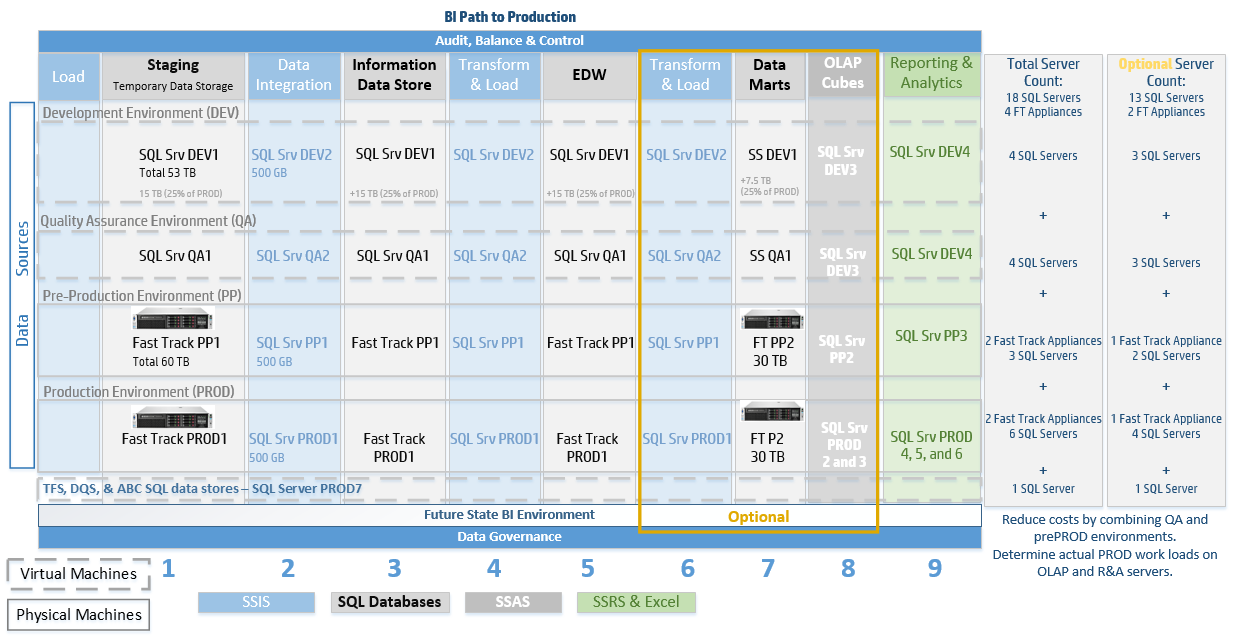 BI Path to Production
Audit, Balance & Control
Load
Staging
Temporary Data Storage
Data
Integration
Information
Data Store
Transform
& Load
EDW
Transform
& Load
Data
Marts
OLAP
Cubes
Reporting &
Analytics
Total Server
Count:
18 SQL Servers
4 FT Appliances
Optional Server
Count:
13 SQL Servers
2 FT Appliances
Data Sources
Development Environment (DEV)
SQL Srv DEV1
Total 53 TB
15 TB (25% of PROD)
SQL Srv DEV2
500 GB
SQL Srv DEV1
+15 TB (25% of PROD)
SQL Srv DEV2
SQL Srv DEV1
+15 TB (25% of PROD)
SQL Srv DEV2
SS DEV1
+7.5 TB
(25% of PROD)
SQL Srv
DEV3
SQL Srv DEV4
4 SQL Servers
3 SQL Servers
+
+
Quality Assurance Environment (QA)
SQL Srv QA1
SQL Srv QA2
SQL Srv QA1
SQL Srv QA2
SQL Srv QA1
SQL Srv QA2
SS QA1
SQL Srv
DEV3
SQL Srv DEV4
4 SQL Servers
3 SQL Servers
+
+
Pre-Production Environment (PP)
Fast Track PP1
Total 60 TB
SQL Srv PP1
500 GB
Fast Track PP1
SQL Srv PP1
Fast Track PP1
SQL Srv PP1
FT PP2
30 TB
SQL Srv
PP2
SQL Srv PP3
2 Fast Track Appliances
3 SQL Servers
1 Fast Track Appliance
2 SQL Servers
+
+
Production Environment (PROD)
Fast Track PROD1
SQL Srv PROD1
500 GB
Fast Track
PROD1
SQL Srv PROD1
Fast Track
PROD1
SQL Srv PROD1
FT P2
30 TB
SQL Srv
PROD
2 and 3
SQL Srv PROD
4, 5, and 6
2 Fast Track Appliances
6 SQL Servers
1 Fast Track Appliance
4 SQL Servers
+
+
TFS, DQS, & ABC SQL data stores – SQL Server PROD7
1 SQL Server
1 SQL Server
Future State BI Environment
Optional
Data Governance
Reduce costs by combining QA and
prePROD environments.
Determine actual PROD work loads on
OLAP and R&A servers.
Virtual Machines
1
2
3
4
5
6
7
8
9
Physical Machines
SSIS
SQL Databases
SSAS
SSRS & Excel